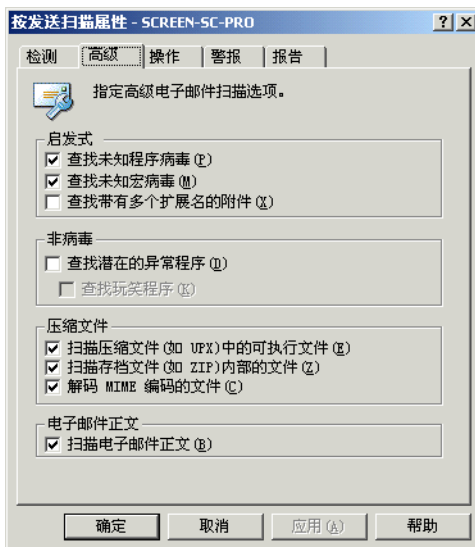 按发送扫描属性 - SCREEN-SC-PRO
检测 高级 操作 警报 报告
指定高级电子邮件扫描选项。
启发式
查找未知程序病毒(P)
查找未知宏病毒(M)
查找带有多个扩展名的附件(X)
非病毒
查找潜在的异常程序(D)
查找玩笑程序(K)
压缩文件
扫描压缩文件(如 UPX)中的可执行文件(E)
扫描存档文件(如 ZIP)内部的文件(Z)
解码 MIME 编码的文件(C)
电子邮件正文
扫描电子邮件正文(B)
确定 取消 应用(A) 帮助